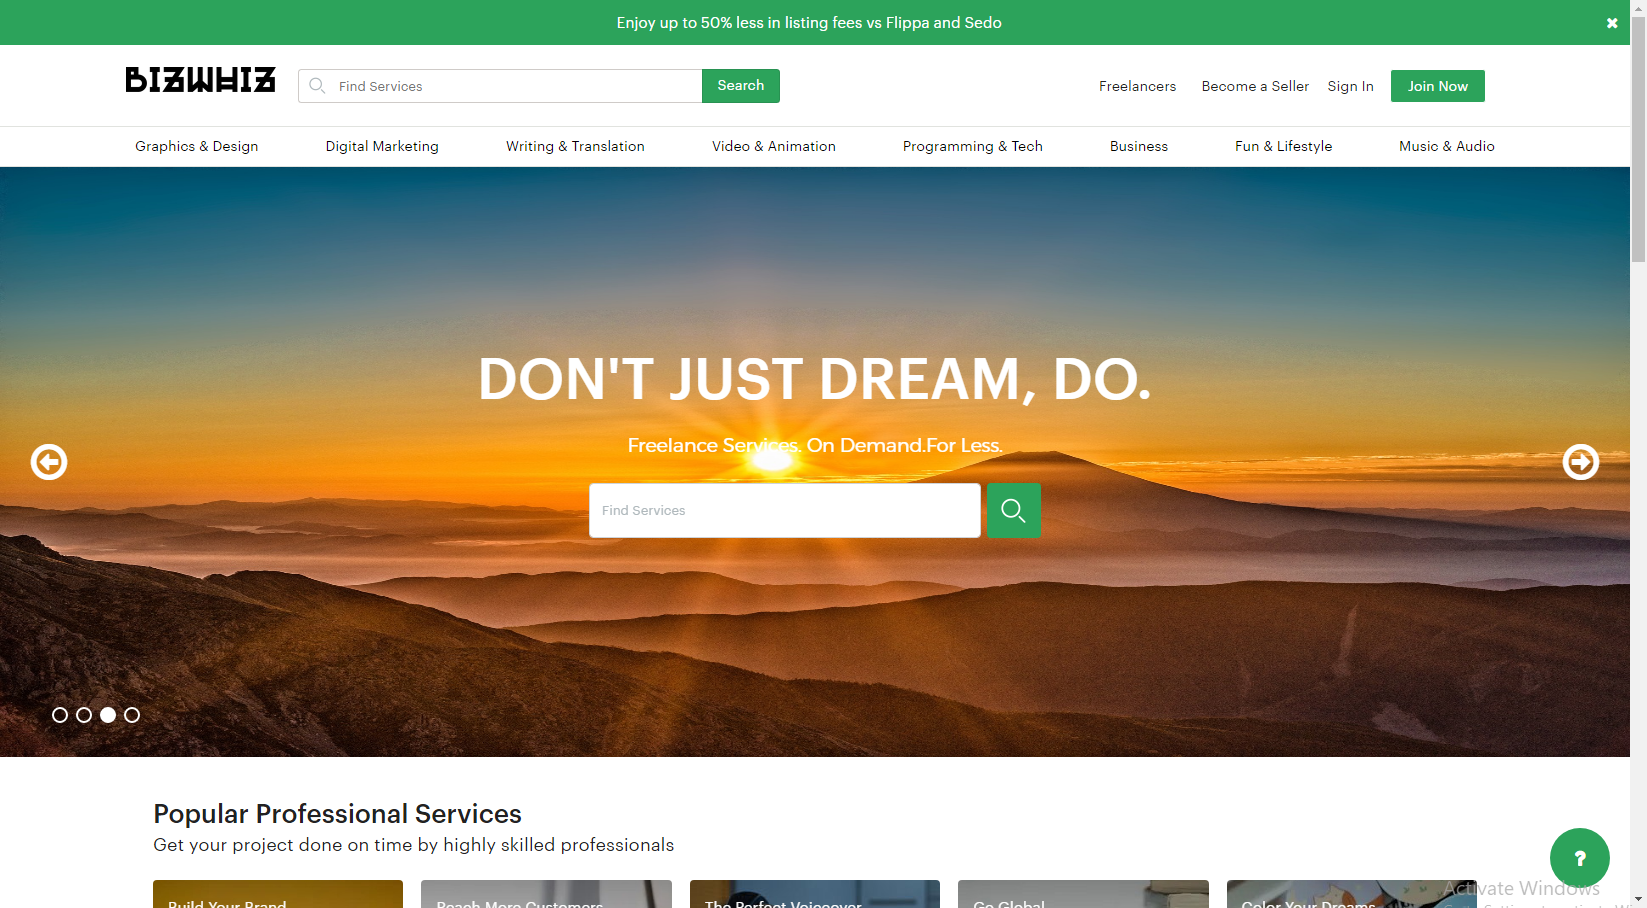 Enjoy up to 50% less in listing fees vs Flippa and Sedo
BIZWHIZ
Find Services
Search
Freelancers
Become a Seller
Sign In
Join Now
Graphics & Design
Digital Marketing
Writing & Translation
Video & Animation
Programming & Tech
Business
Fun & Lifestyle
Music & Audio
DON'T JUST DREAM, DO.
Freelance Services. On Demand.For Less.
Find Services
Popular Professional Services
Get your project done on time by highly skilled professionals
Build Your Brand
Reach More Customers
The Perfect Voiceover
Go Global
Color Your Dreams
?
Activate Windows